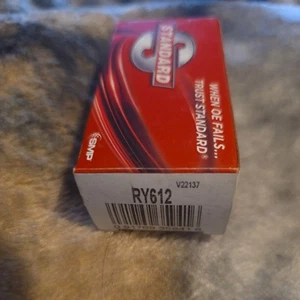 S
STANDARD
WHEN OE FAILS...
TRUST STANDARD®
SMP
V22137
RY612